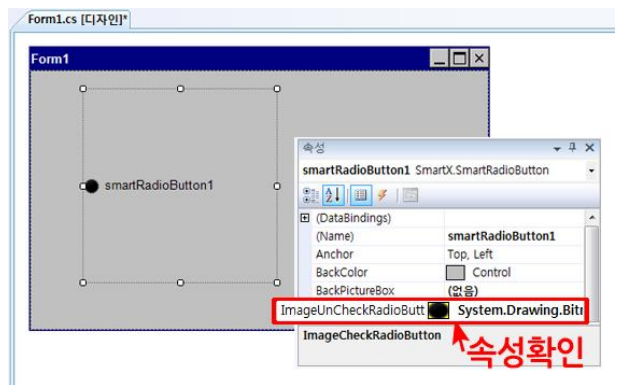 Form1.cs [디자인]*
Form1
smartRadioButton1
속성
smartRadioButton1 SmartX.SmartRadioButton
(DataBindings)
(Name) smartRadioButton1
Anchor Top, Left
BackColor Control
BackPictureBox (없음)
ImageUnCheckRadioButt System.Drawing.Bitı
ImageCheckRadioButton
속성확인